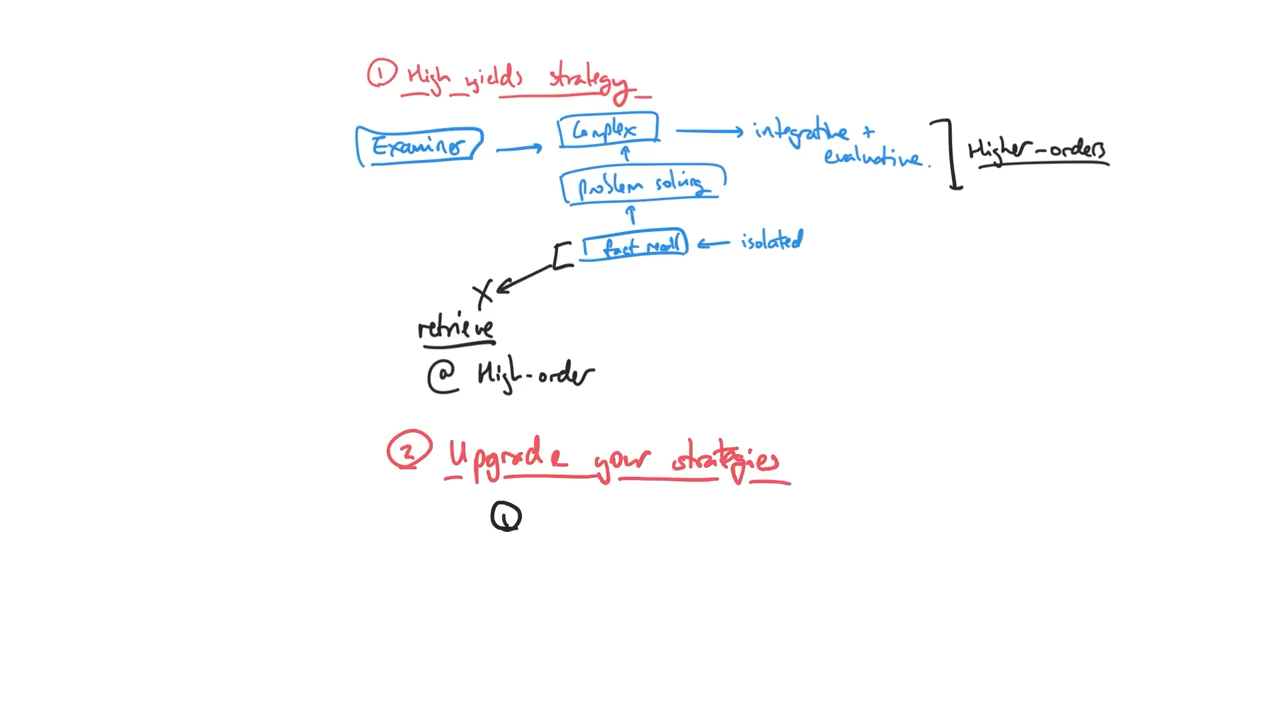 ① High yields strategy
Examiner → Complex → integrative +
evaluative.
Higher-orders
problem solving
fact recall ← isolated
X
retrieve
@ High-order
② Upgrade your strategies
①